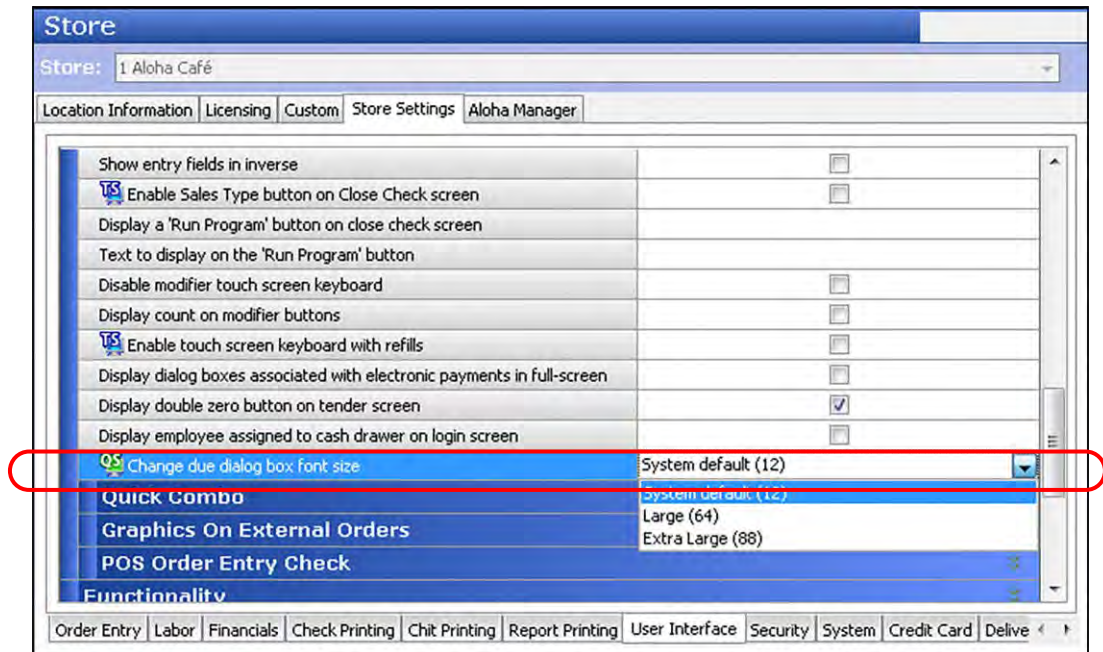 Store
Store: 1 Aloha Café
Location Information Licensing Custom Store Settings Aloha Manager
Show entry fields in inverse
TS Enable Sales Type button on Close Check screen
Display a 'Run Program' button on close check screen
Text to display on the 'Run Program' button
Disable modifier touch screen keyboard
Display count on modifier buttons
TS Enable touch screen keyboard with refills
Display dialog boxes associated with electronic payments in full-screen
Display double zero button on tender screen
Display employee assigned to cash drawer on login screen
QS Change due dialog box font size System default (12)
Quick Combo System default (12)
Large (64)
Graphics On External Orders
Extra Large (88)
POS Order Entry Check
Functionality
Order Entry Labor Financials Check Printing Chit Printing Report Printing User Interface Security System Credit Card Delive